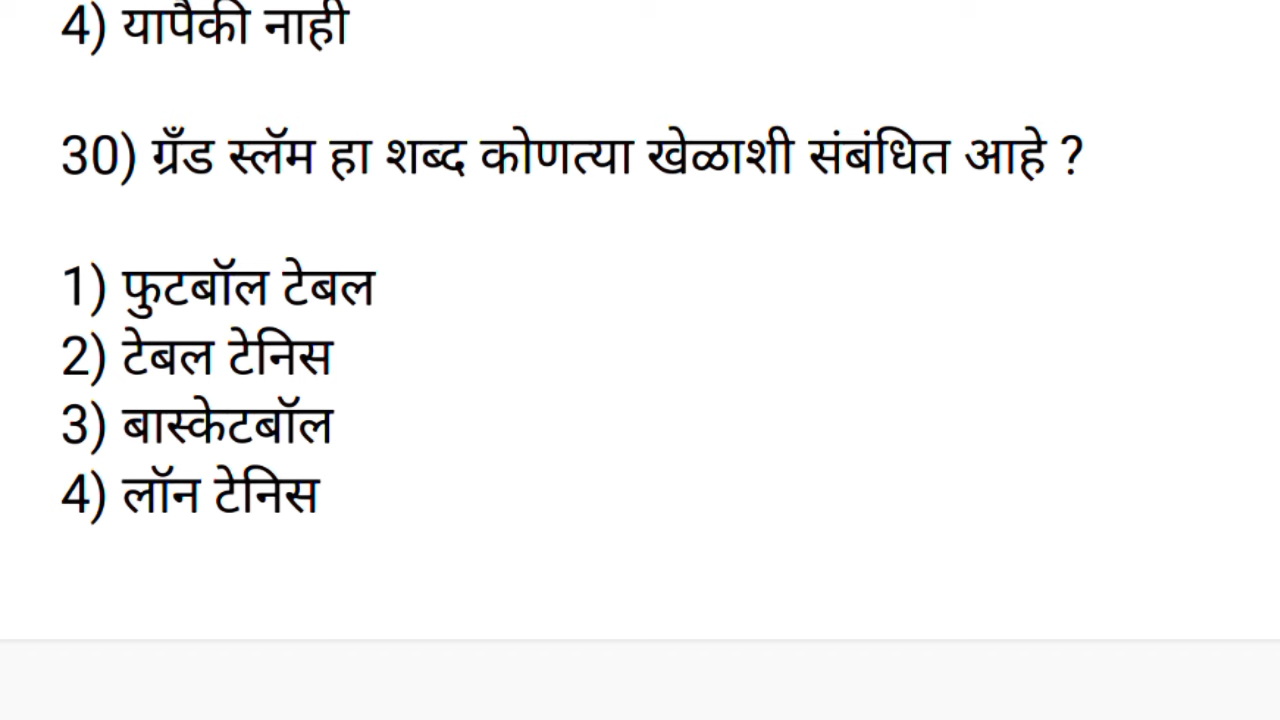 4) यापैकी नाही
30) ग्रँड स्लॅम हा शब्द कोणत्या खेळाशी संबंधित आहे ?
1) फुटबॉल टेबल
2) टेबल टेनिस
3) बास्केटबॉल
4) लॉन टेनिस